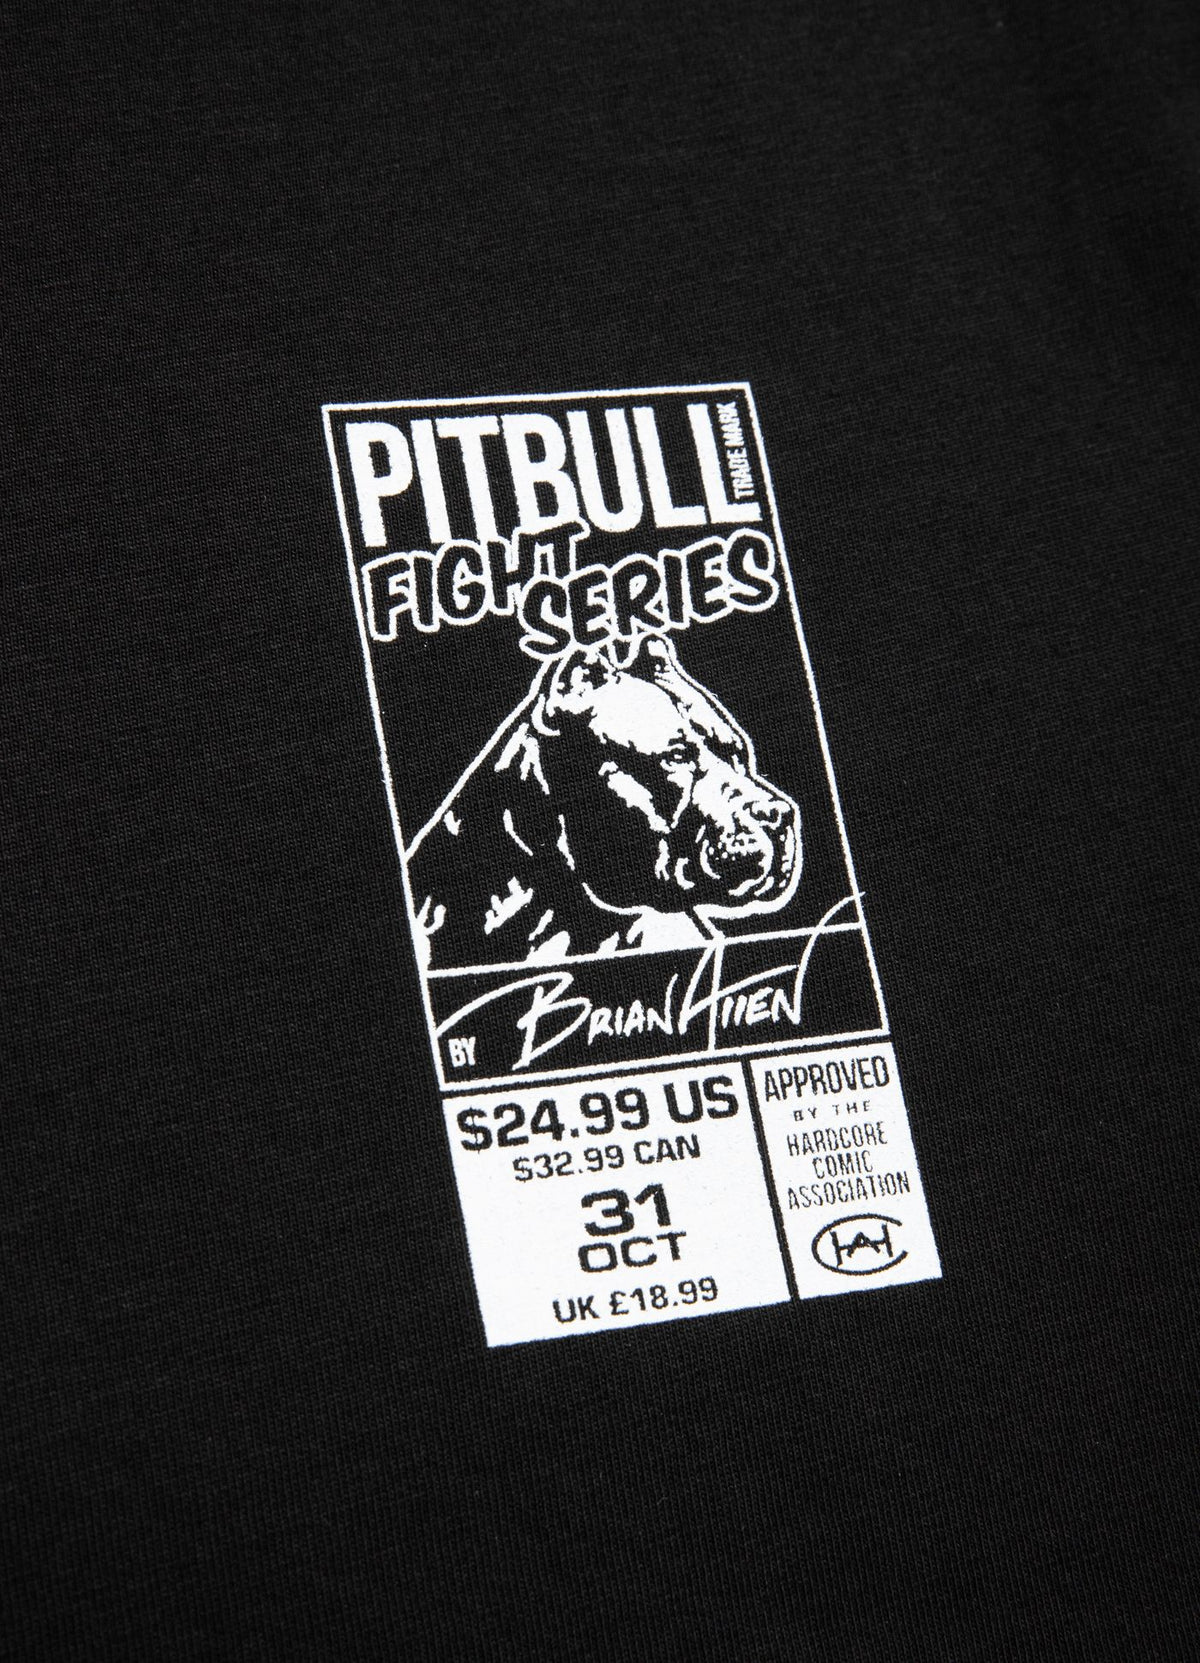 PITBULL
TRADE MARK
FIGHT
SERIES
BY BRIAN Allen
$24.99 US
$32.99 CAN
31
OCT
UK £18.99
APPROVED
BY THE
HARDCORE
COMIC
ASSOCIATION
CHA